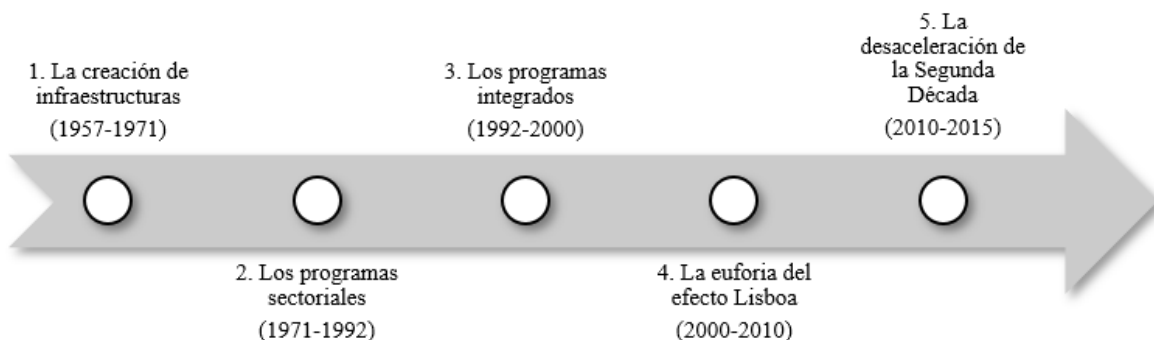 1. La creación de
infraestructuras
(1957-1971)
2. Los programas
sectoriales
(1971-1992)
3. Los programas
integrados
(1992-2000)
4. La euforia del
efecto Lisboa
(2000-2010)
5. La
desaceleración de
la Segunda
Década
(2010-2015)